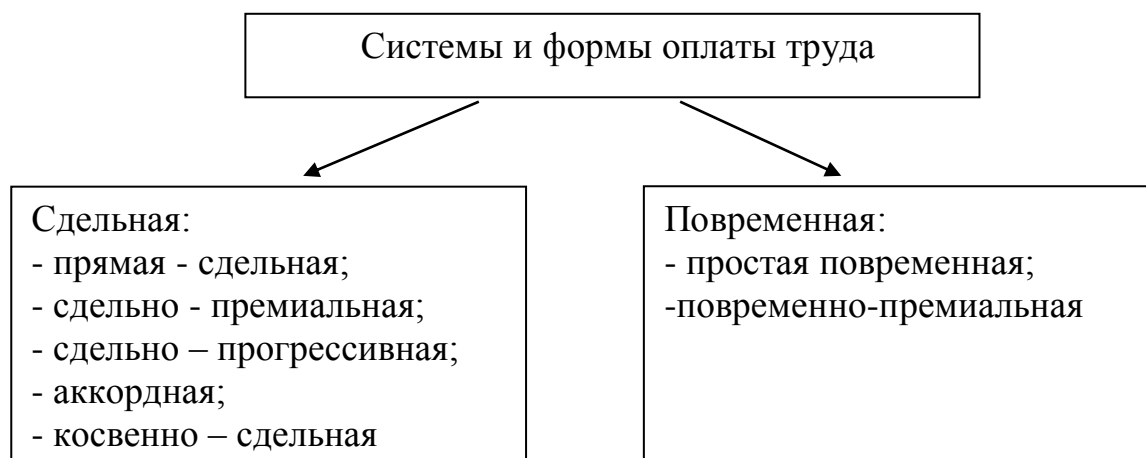 Системы и формы оплаты труда
Сдельная:
- прямая - сдельная;
- сдельно - премиальная;
- сдельно – прогрессивная;
- аккордная;
- косвенно – сдельная
Повременная:
- простая повременная;
-повременно-премиальная